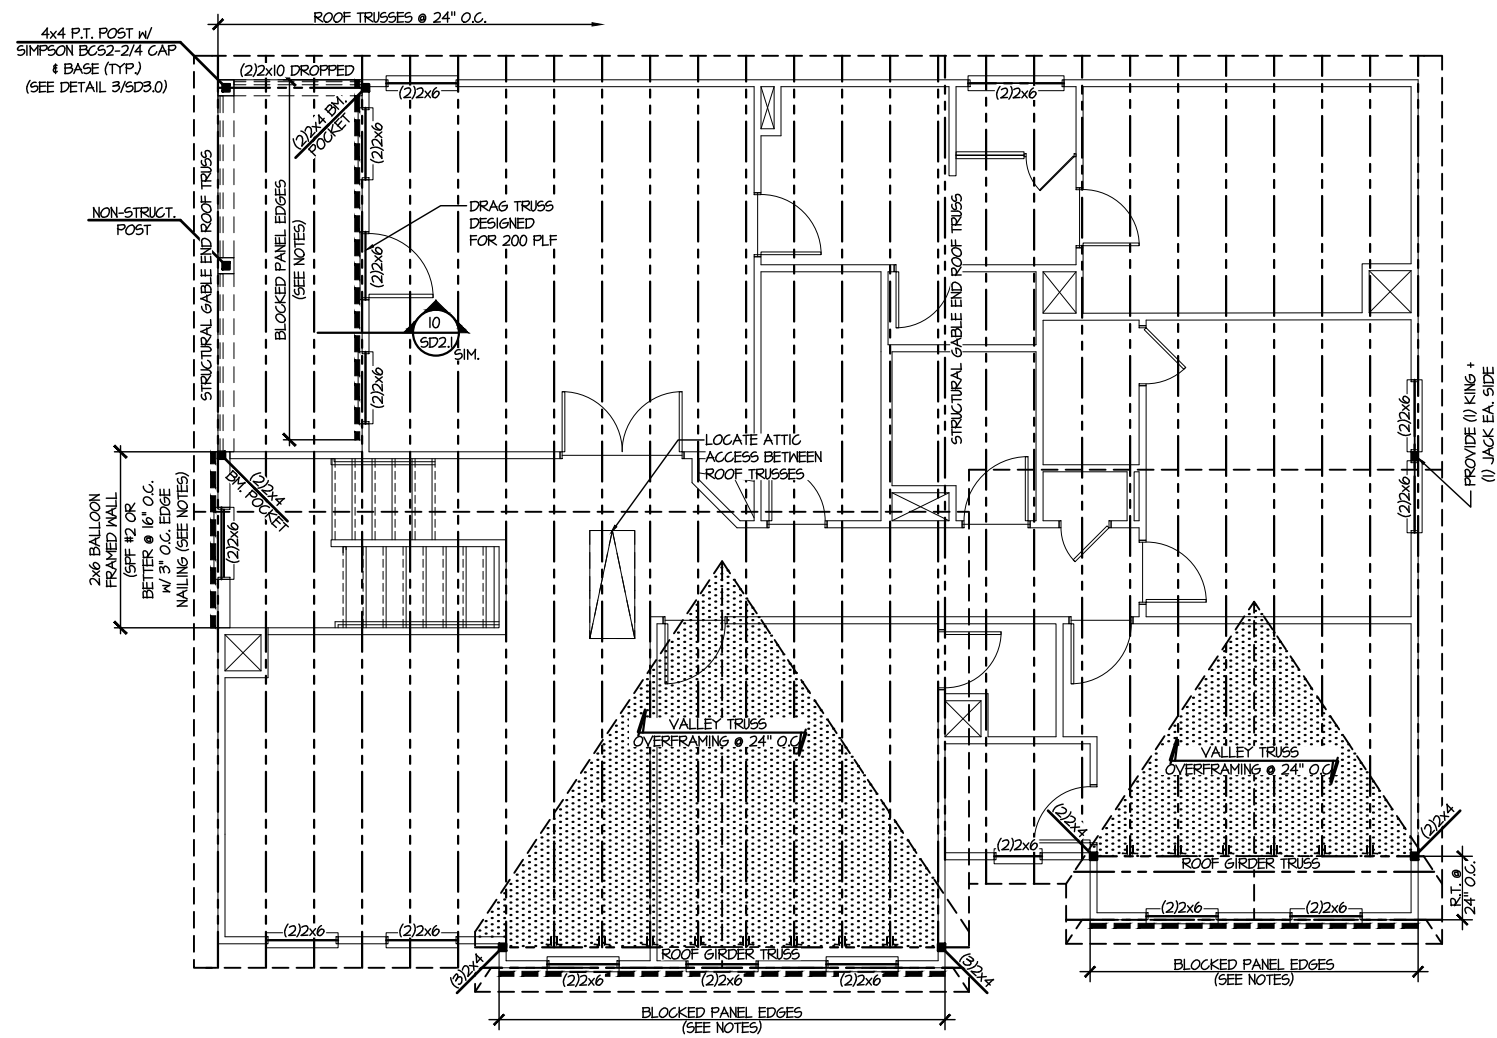 ROOF TRUSSES @ 24" O.C.
4x4 P.T. POST W/
SIMPSON BCS2-2/4 CAP
& BASE (TYP.)
(SEE DETAIL 3/SD3.0)
(2)2x10 DROPPED
(2)2x6
(2)2x6
(2)2x4 BM.
POCKET
(2)2x6
STRUCTURAL GABLE END ROOF TRUSS
BLOCKED PANEL EDGES
(SEE NOTES)
NON-STRUCT.
POST
DRAG TRUSS
DESIGNED
FOR 200 PLF
(2)2x6
STRUCTURAL GABLE END ROOF TRUSS
10
SD2.1
SIM.
(2)2x6
(2)2x6
PROVIDE (1) KING +
(1) JACK EA. SIDE
LOCATE ATTIC
ACCESS BETWEEN
ROOF TRUSSES
(2)2x6
2x6 BALLOON
FRAMED WALL
(SPF #2 OR
BETTER @ 16" O.C.
W/ 3" O.C. EDGE
NAILING (SEE NOTES)
(2)2x4
BM. POCKET
(2)2x6
VALLEY TRUSS
OVERFRAMING @ 24" O.C.
VALLEY TRUSS
OVERFRAMING @ 24" O.C.
(2)2x4
(2)2x4
(2)2x6
ROOF GIRDER TRUSS
R.T. @
24" O.C.
(2)2x6
(2)2x6
(2)2x6
(2)2x6
ROOF GIRDER TRUSS
(3)2x4
(3)2x4
(2)2x6
(2)2x6
(2)2x6
BLOCKED PANEL EDGES
(SEE NOTES)
BLOCKED PANEL EDGES
(SEE NOTES)